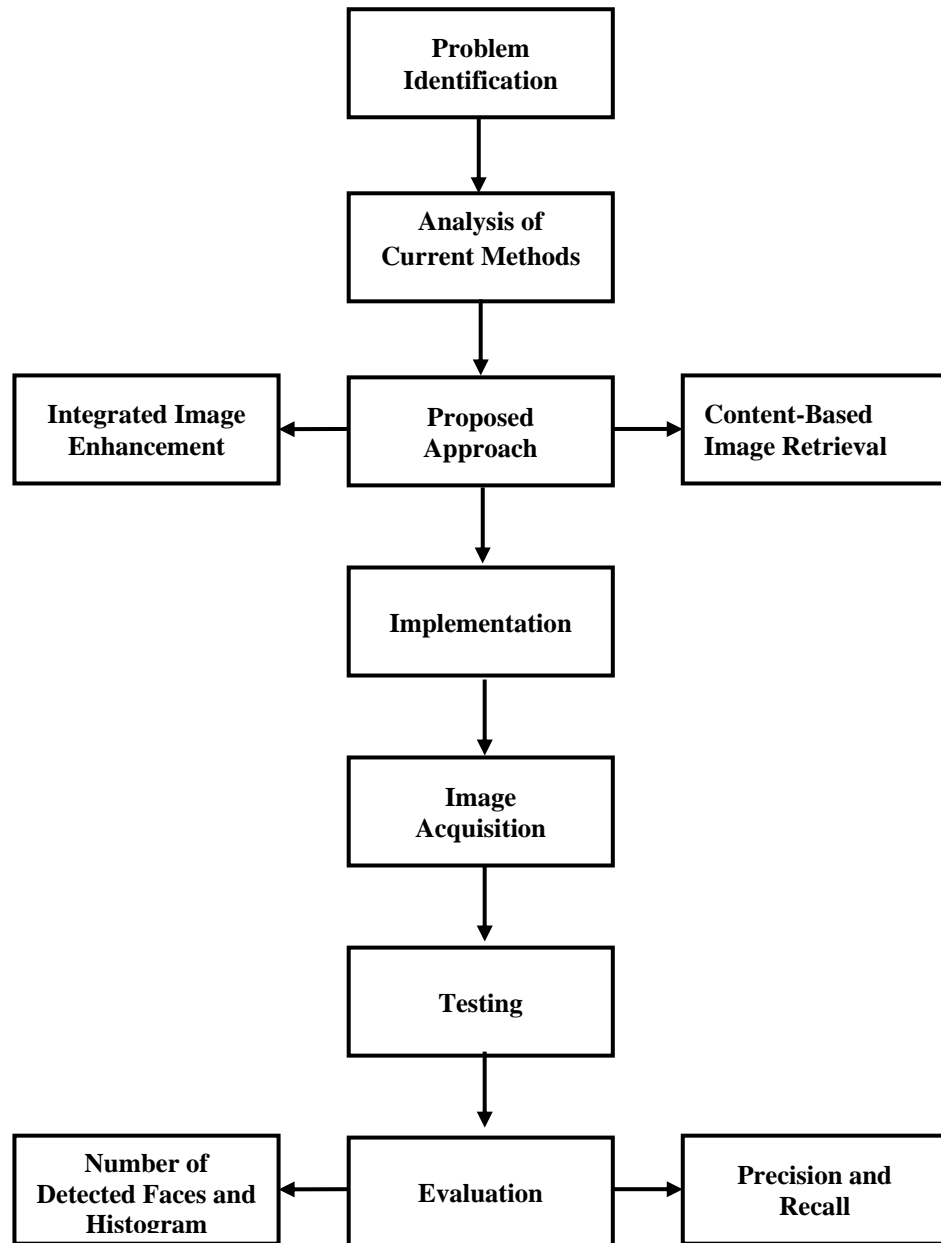 Problem
Identification
Analysis of
Current Methods
Integrated Image
Enhancement
Proposed
Approach
Content-Based
Image Retrieval
Implementation
Image
Acquisition
Testing
Number of
Detected Faces and
Histogram
Evaluation
Precision and
Recall